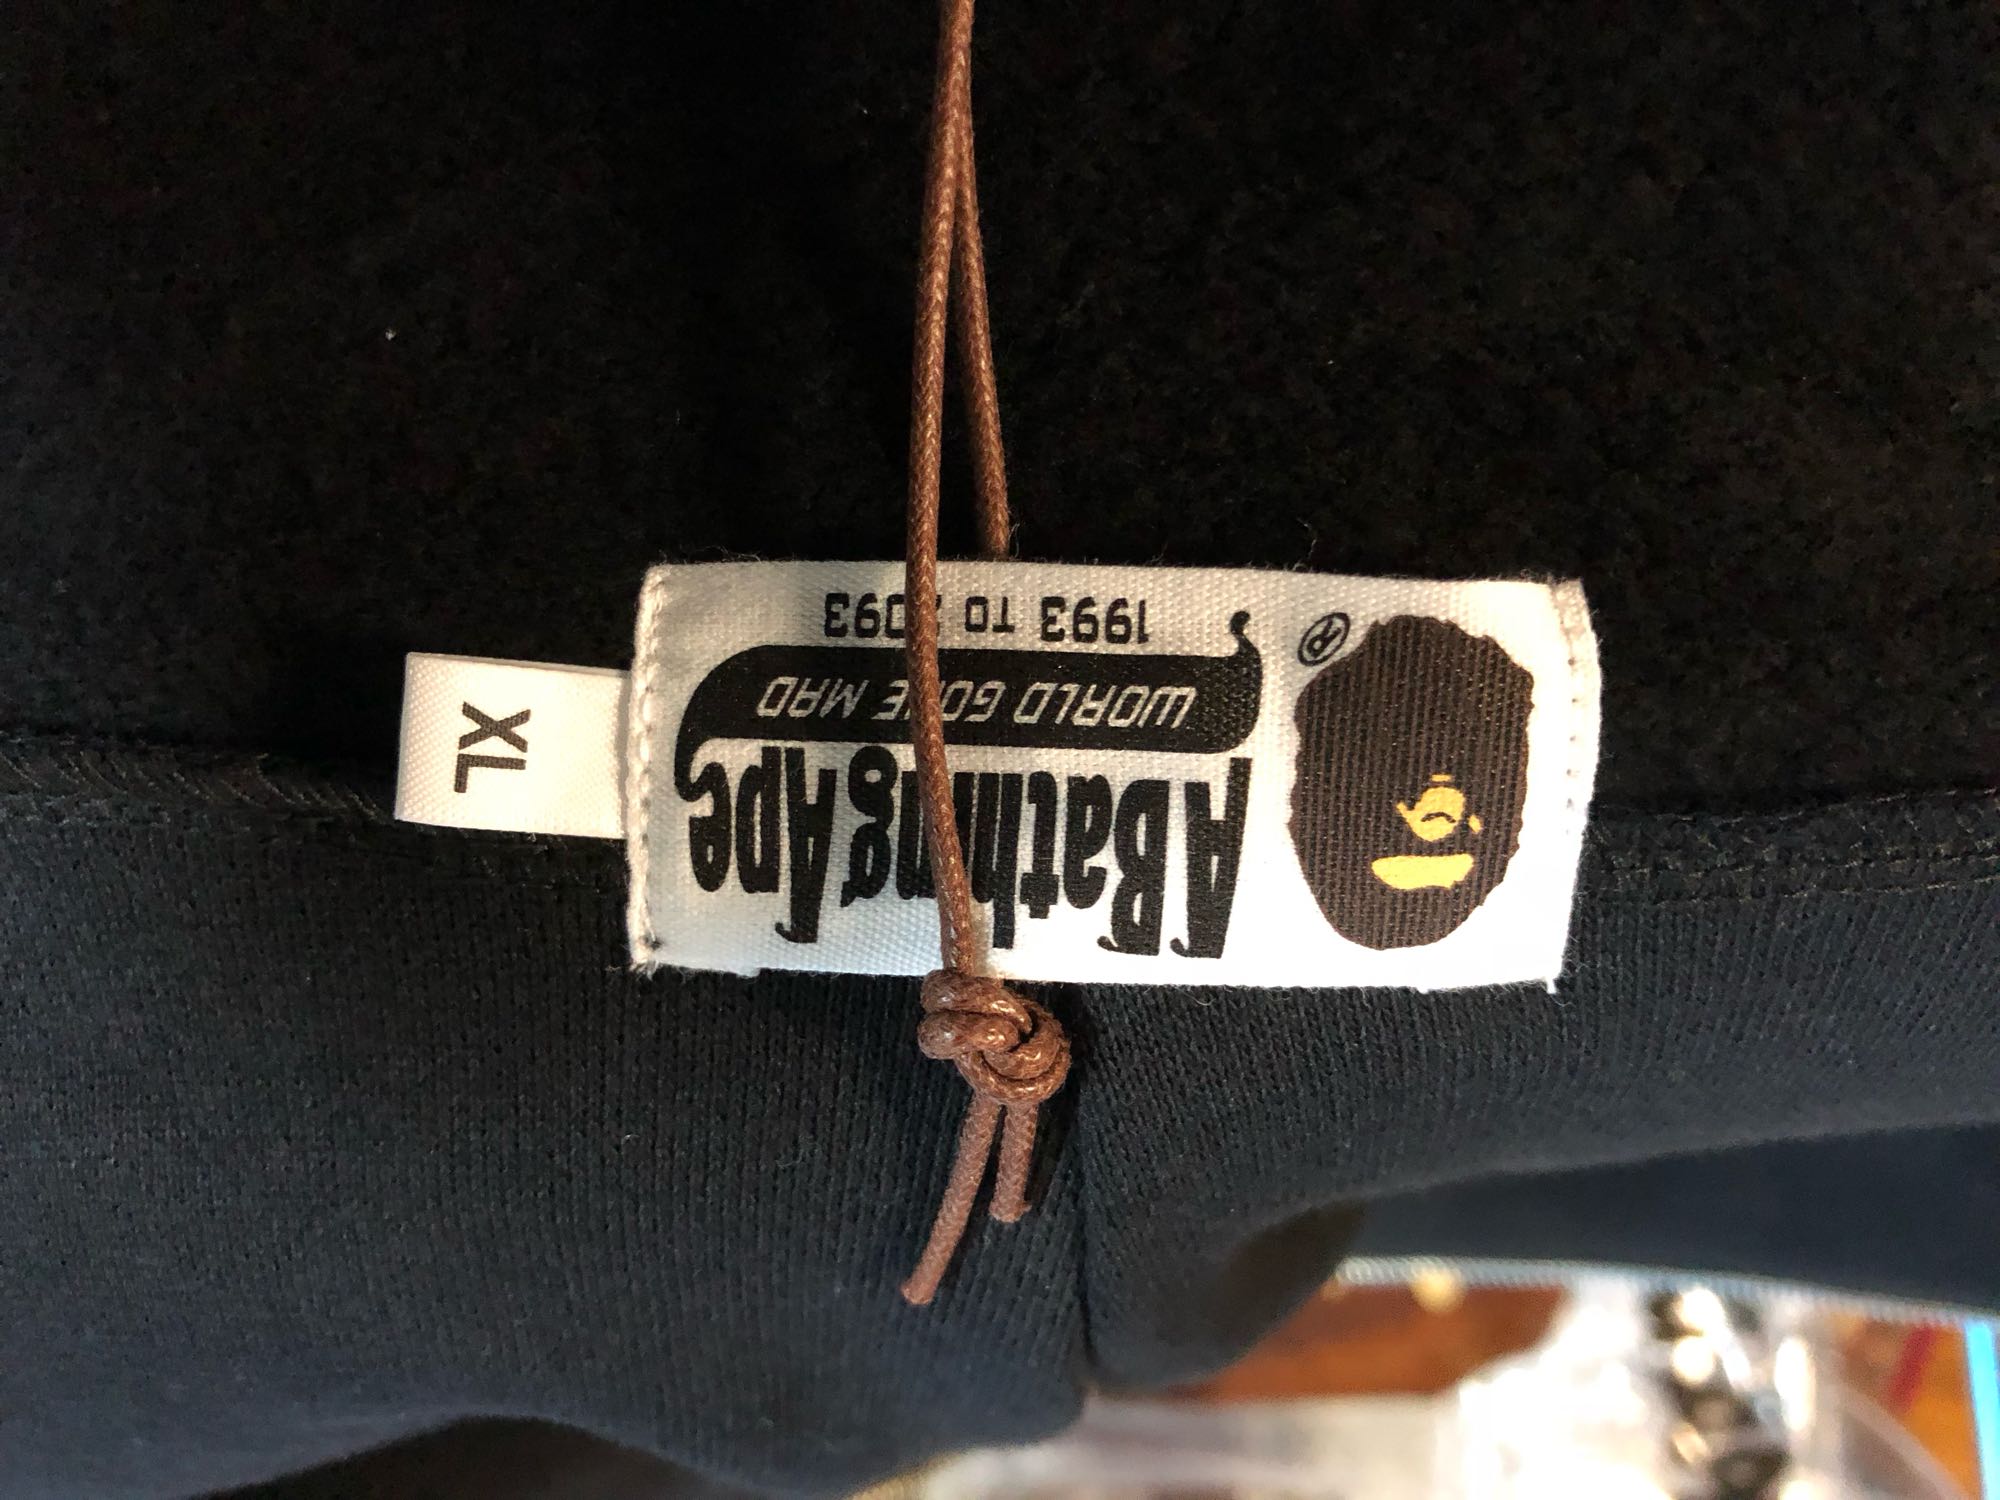 A Bathing Ape
WORLD GONE MAD
1993 TO 2093
®
XL